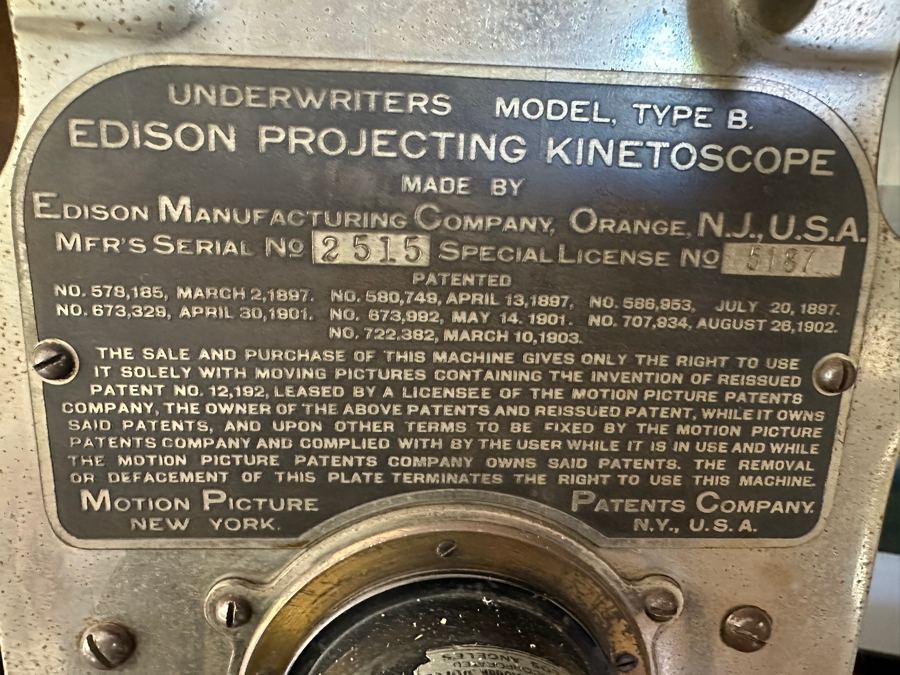 UNDERWRITERS MODEL, TYPE B.
EDISON PROJECTING KINETOSCOPE
MADE BY
EDISON MANUFACTURING COMPANY, ORANGE, N.J., U.S.A.
MFR'S SERIAL NO 2515 SPECIAL LICENSE NO 5187
PATENTED
NO. 578,185, MARCH 2,1897. NO. 580,749, APRIL 13,1897, NO. 586,953, JULY 20,1897.
NO. 673,329, APRIL 30,1901. NO. 673,992, MAY 14. 1901. NO. 707,934, AUGUST 26,1902.
NO. 722,382, MARCH 10,1903.
THE SALE AND PURCHASE OF THIS MACHINE GIVES ONLY THE RIGHT TO USE
IT SOLELY WITH MOVING PICTURES CONTAINING THE INVENTION OF REISSUED
PATENT NO. 12,192, LEASED BY A LICENSEE OF THE MOTION PICTURE PATENTS
COMPANY, THE OWNER OF THE ABOVE PATENTS AND REISSUED PATENT, WHILE IT OWNS
SAID PATENTS, AND UPON OTHER TERMS TO BE FIXED BY THE MOTION PICTURE
PATENTS COMPANY AND COMPLIED WITH BY THE USER WHILE IT IS IN USE AND WHILE
THE MOTION PICTURE PATENTS COMPANY OWNS SAID PATENTS. THE REMOVAL
OR DEFACEMENT OF THIS PLATE TERMINATES THE RIGHT TO USE THIS MACHINE.
MOTION PICTURE PATENTS COMPANY.
NEW YORK. N.Y., U.S.A.
INCORPORATED
ANGELES